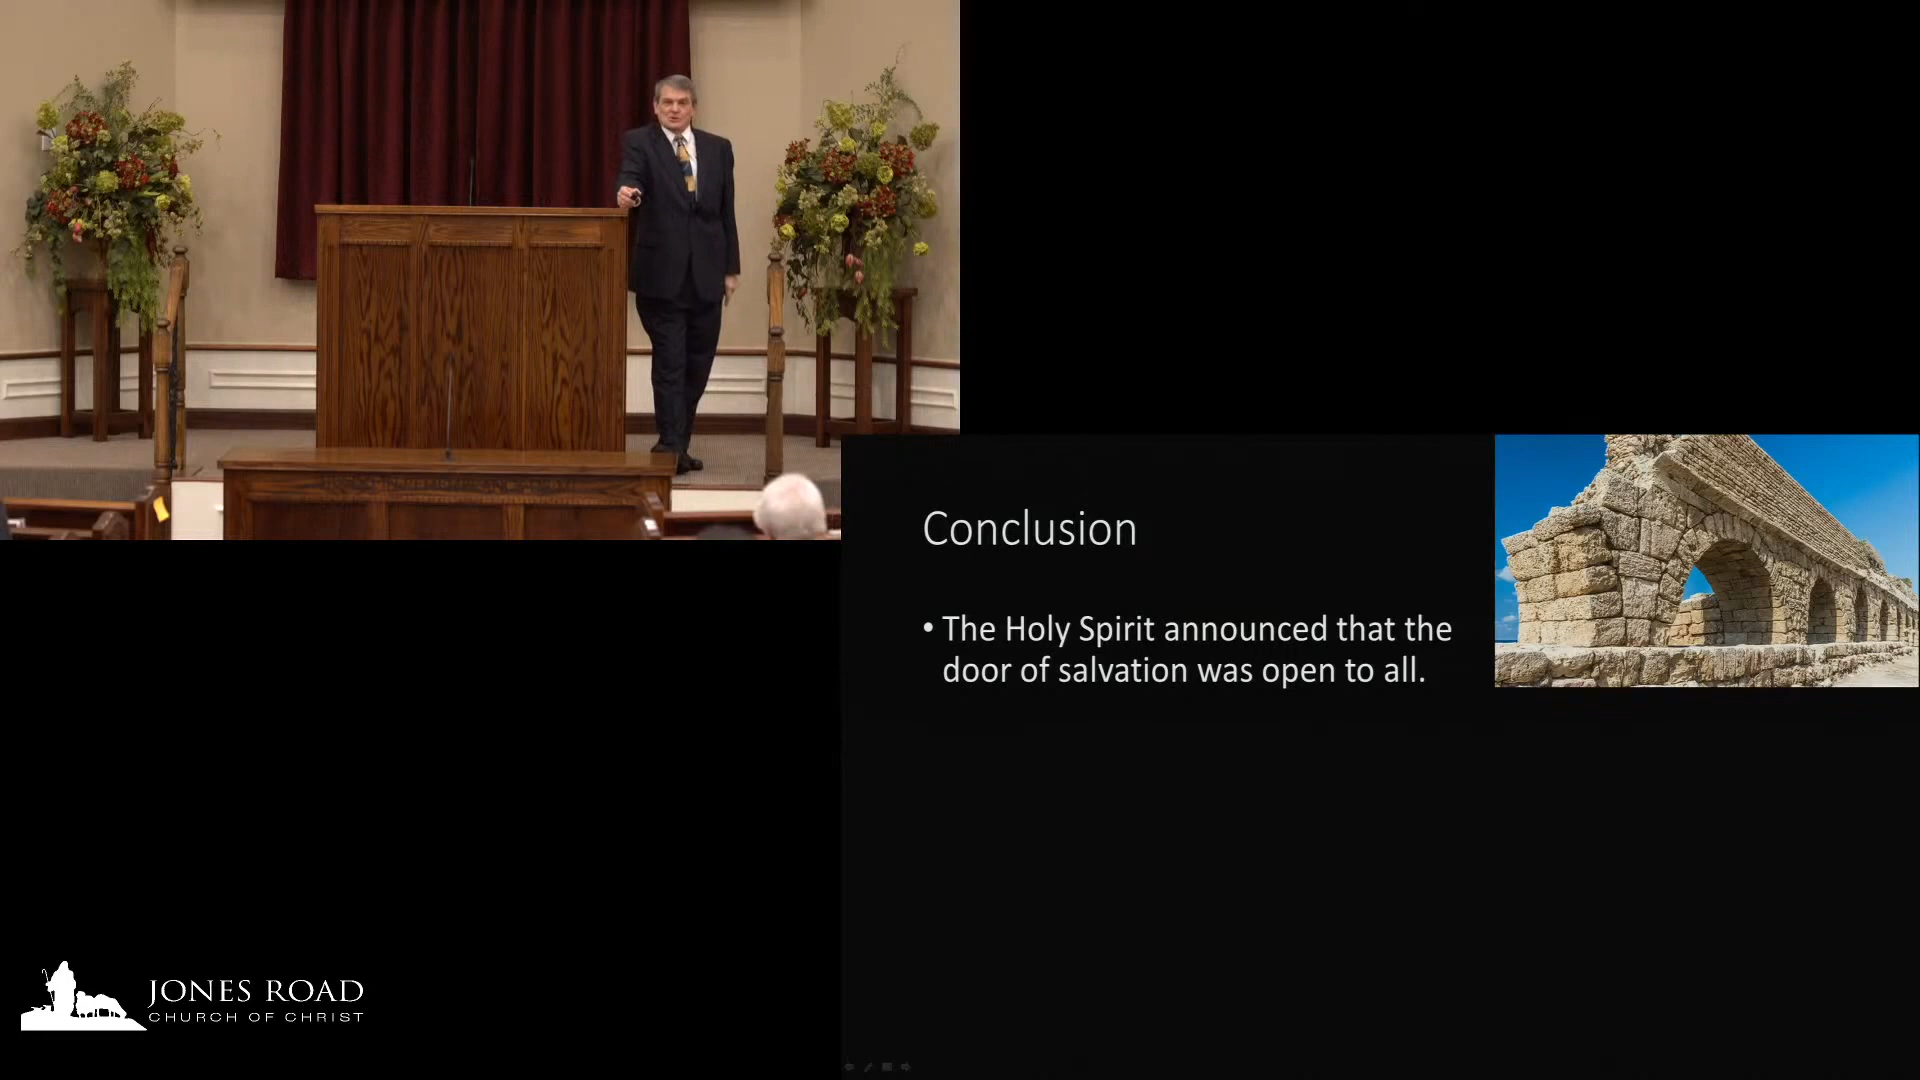 Conclusion
• The Holy Spirit announced that the
door of salvation was open to all.
JONES ROAD
CHURCH OF CHRIST